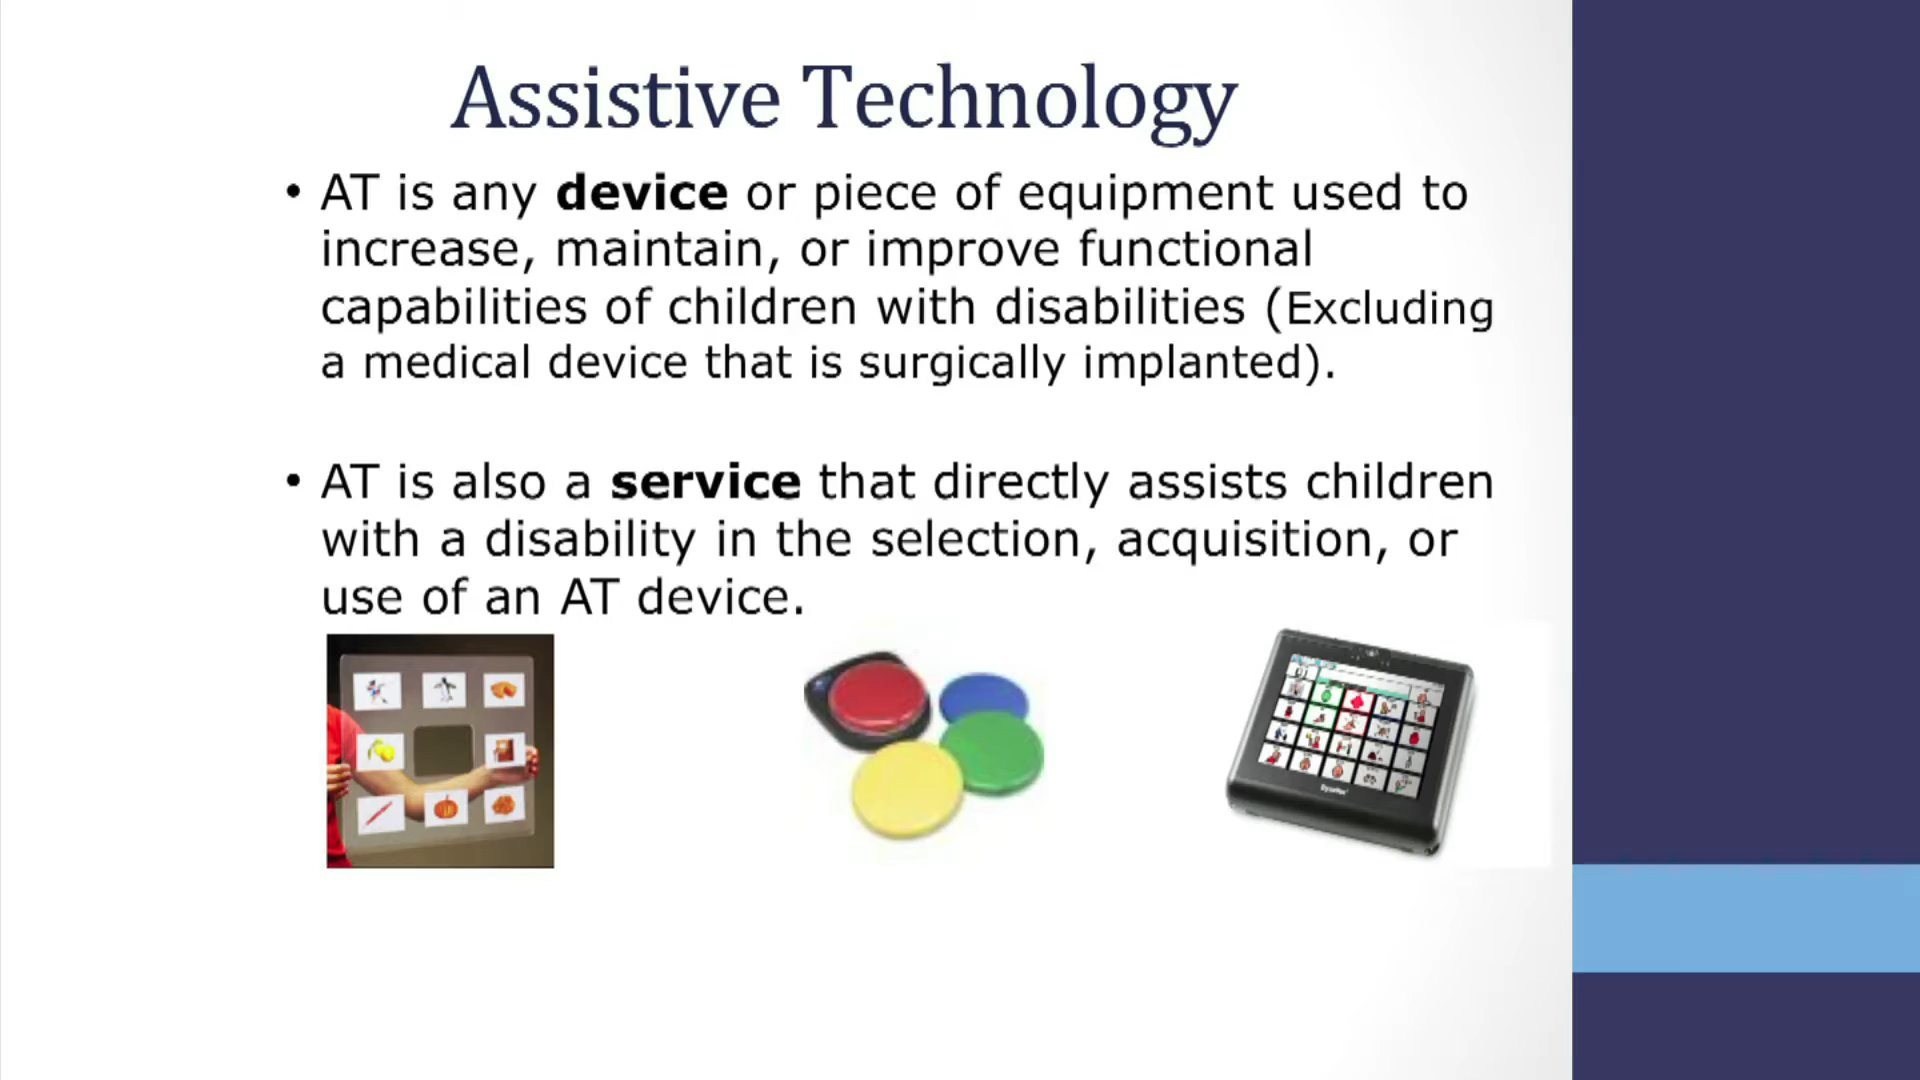 Assistive Technology
• AT is any device or piece of equipment used to
increase, maintain, or improve functional
capabilities of children with disabilities (Excluding
a medical device that is surgically implanted).
• AT is also a service that directly assists children
with a disability in the selection, acquisition, or
use of an AT device.